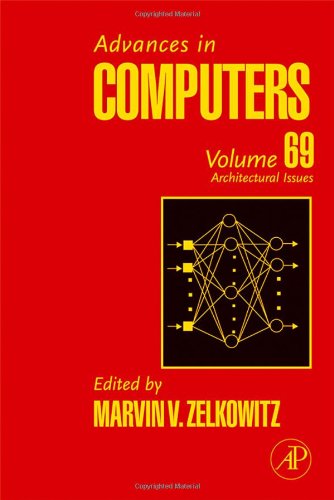 Advances in
COMPUTERS
Volume 69
Architectural Issues
Edited by
MARVIN V. ZELKOWITZ
AP